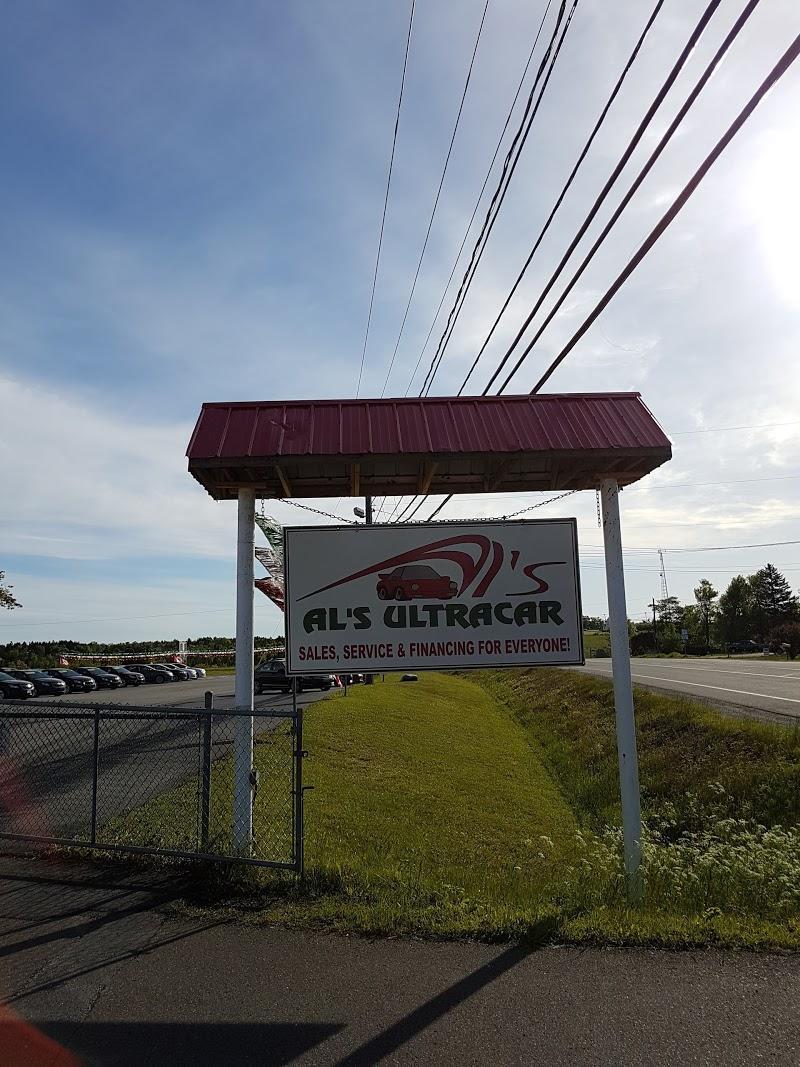 Al's
AL'S ULTRACAR
SALES, SERVICE & FINANCING FOR EVERYONE!